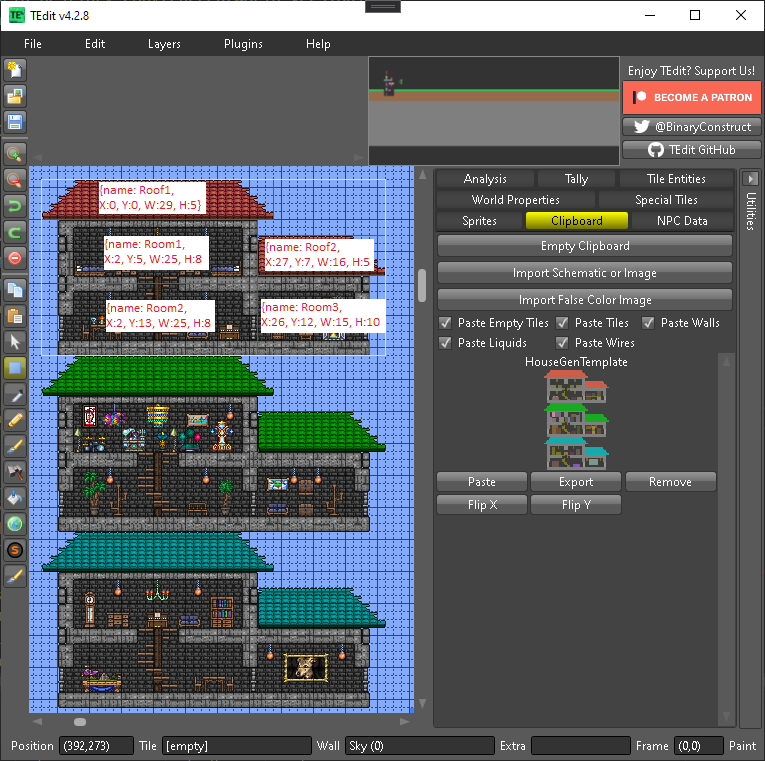 TEdit v4.2.8
File Edit Layers Plugins Help
Enjoy TEdit? Support Us!
BECOME A PATRON
@BinaryConstruct
TEdit GitHub
{name: Roof1,
X:0, Y:0, W:29, H:5}
{name: Room1,
X:2, Y:5, W:25, H:8
{name: Roof2,
X:27, Y:7, W:16, H:5
{name: Room2,
X:2, Y:13, W:25, H:8
{name: Room3,
X:26, Y:12, W:15, H:10
Analysis Tally Tile Entities
World Properties Special Tiles
Sprites Clipboard NPC Data
Utilities
Empty Clipboard
Import Schematic or Image
Import False Color Image
Paste Empty Tiles Paste Tiles Paste Walls
Paste Liquids Paste Wires
HouseGenTemplate
Paste Export Remove
Flip X Flip Y
Position (392,273) Tile [empty] Wall Sky (0) Extra Frame (0,0) Paint